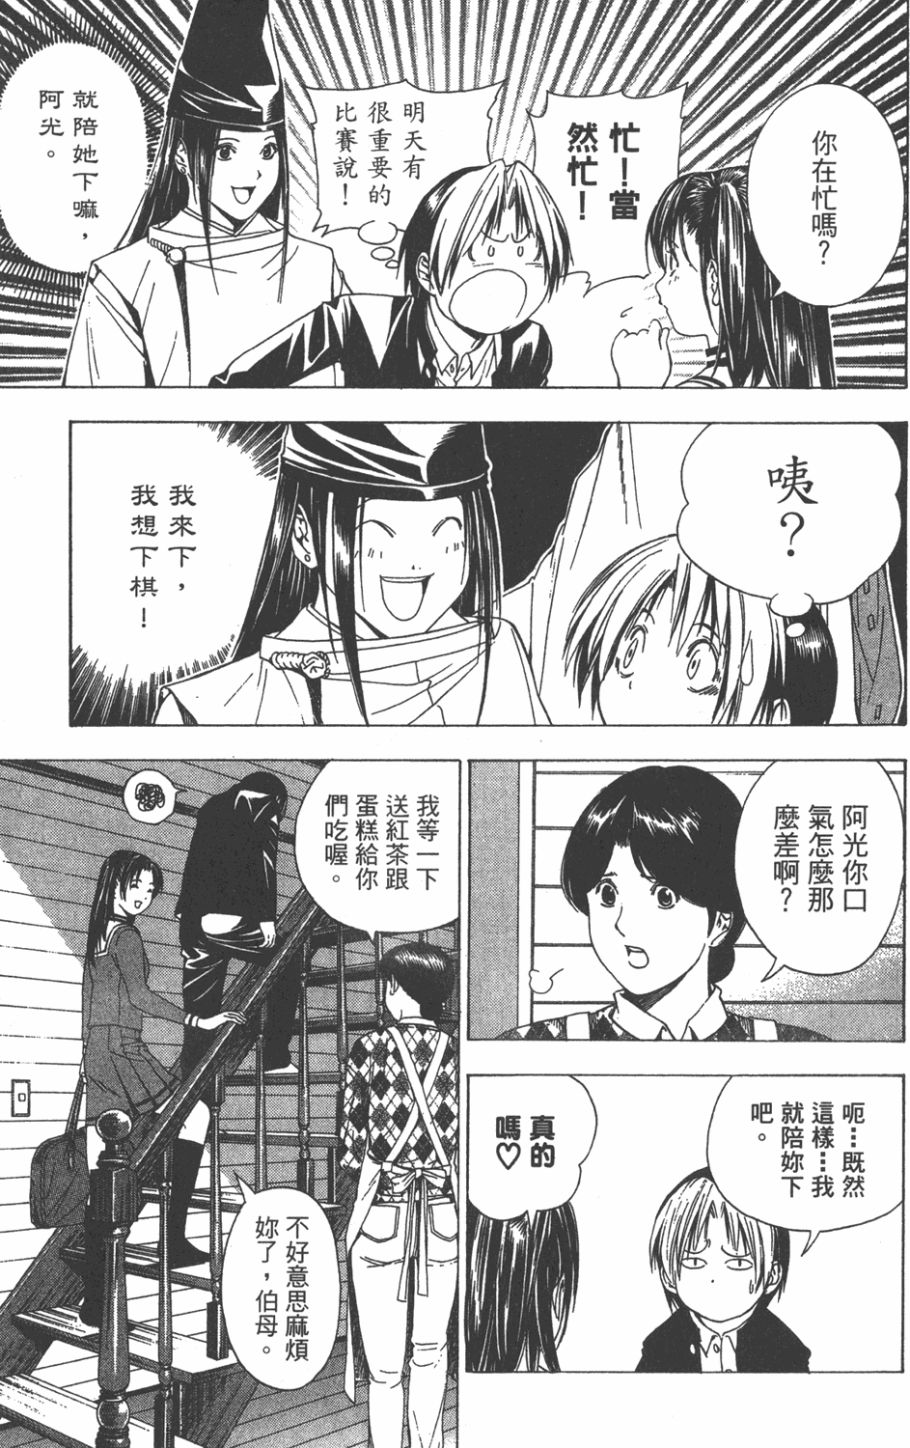 你在忙嗎?
忙!當
然忙!
明天有
很重要的
比賽說!
就陪她下嘛,
阿光。
咦?
我來下,
我想下棋!
阿光你口
氣怎麼那
麼差啊?
呃…既然
這樣…我
就陪妳下
吧。
真的
嗎♡
我等一下
送紅茶跟
蛋糕給你
們吃喔。
不好意思麻煩
妳了,伯母。